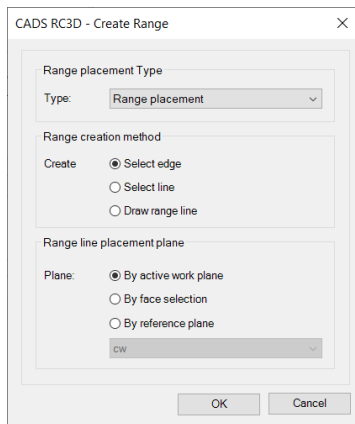 CADS RC3D - Create Range
Range placement Type
Type: Range placement
Range creation method
Create Select edge
Select line
Draw range line
Range line placement plane
Plane: By active work plane
By face selection
By reference plane
cw
OK Cancel